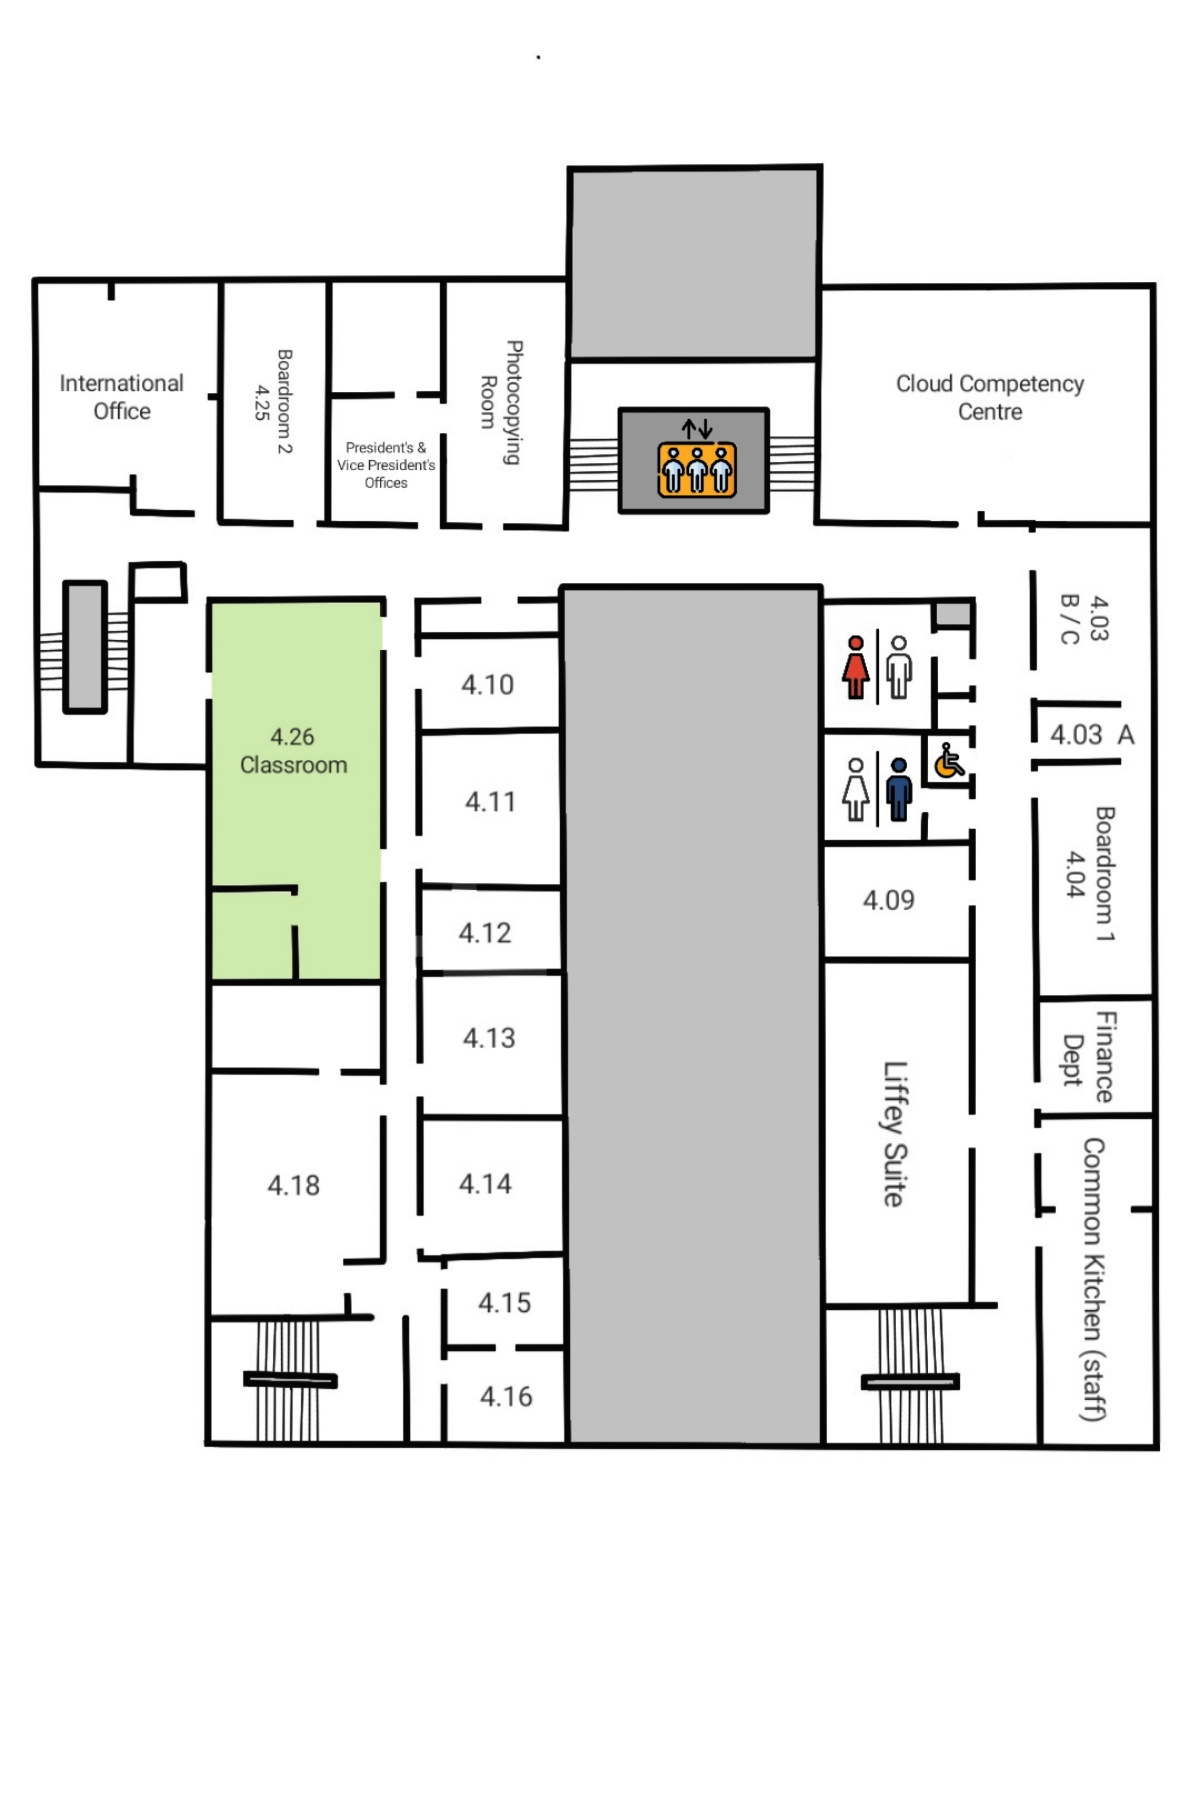 International
Office
Boardroom 2
4.25
President's &
Vice President's
Offices
Photocopying
Room
Cloud Competency
Centre
4.03
B / C
4.03 A
Boardroom 1
4.04
Finance
Dept
Common Kitchen (staff)
4.26
Classroom
4.10
4.11
4.12
4.13
4.14
4.15
4.16
4.18
4.09
Liffey Suite